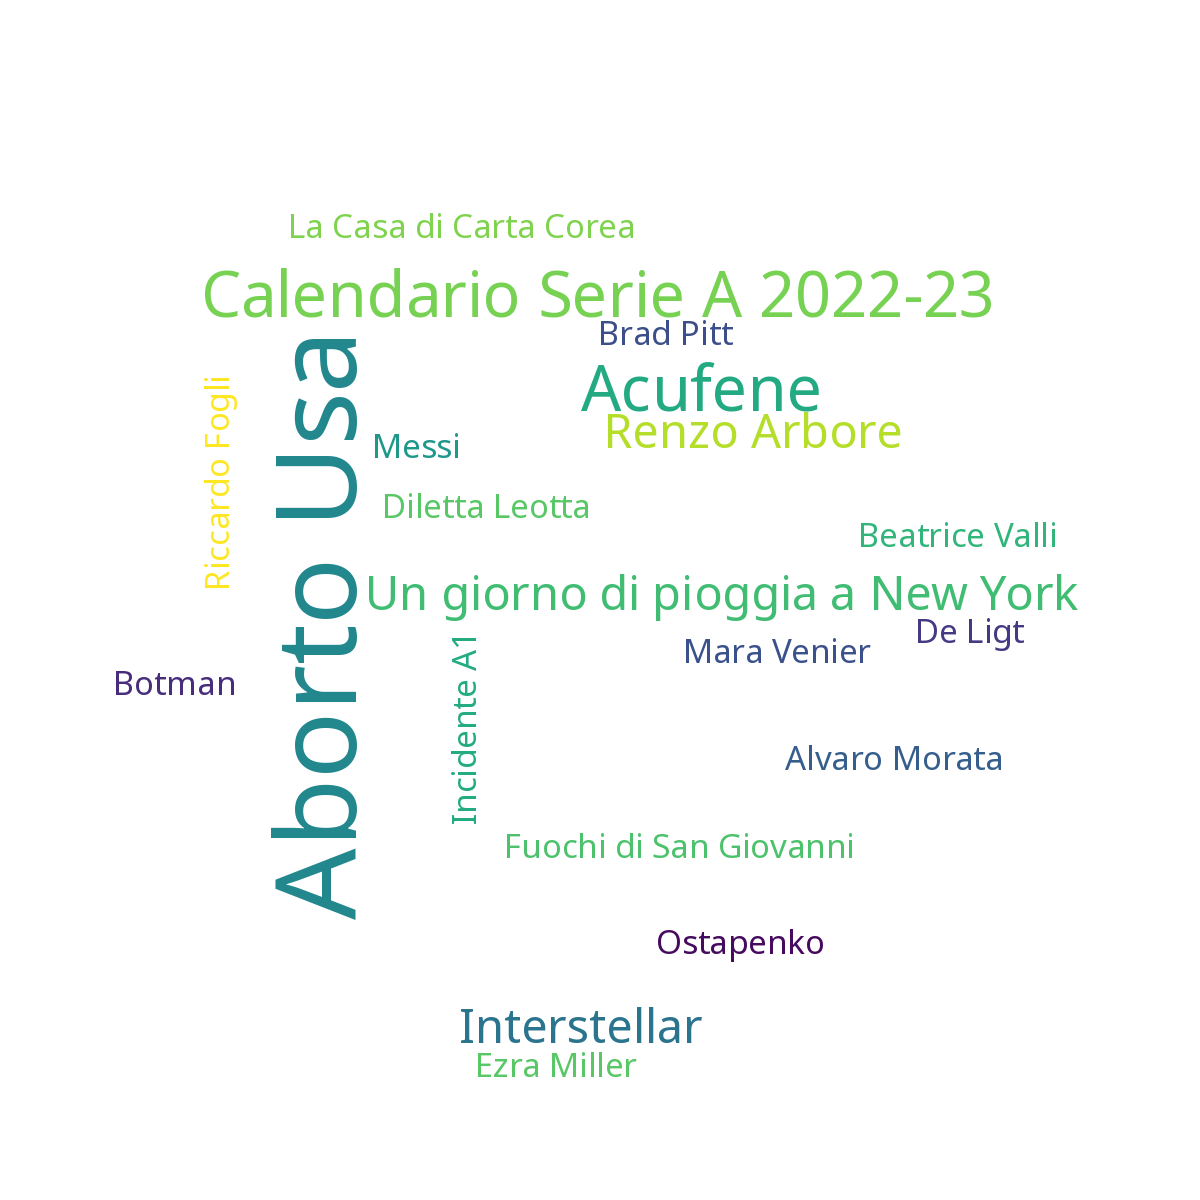 La Casa di Carta Corea
Calendario Serie A 2022-23
Brad Pitt
Aborto Usa
Acufene
Riccardo Fogli
Renzo Arbore
Messi
Diletta Leotta
Beatrice Valli
Un giorno di pioggia a New York
De Ligt
Incidente A1
Mara Venier
Botman
Alvaro Morata
Fuochi di San Giovanni
Ostapenko
Interstellar
Ezra Miller